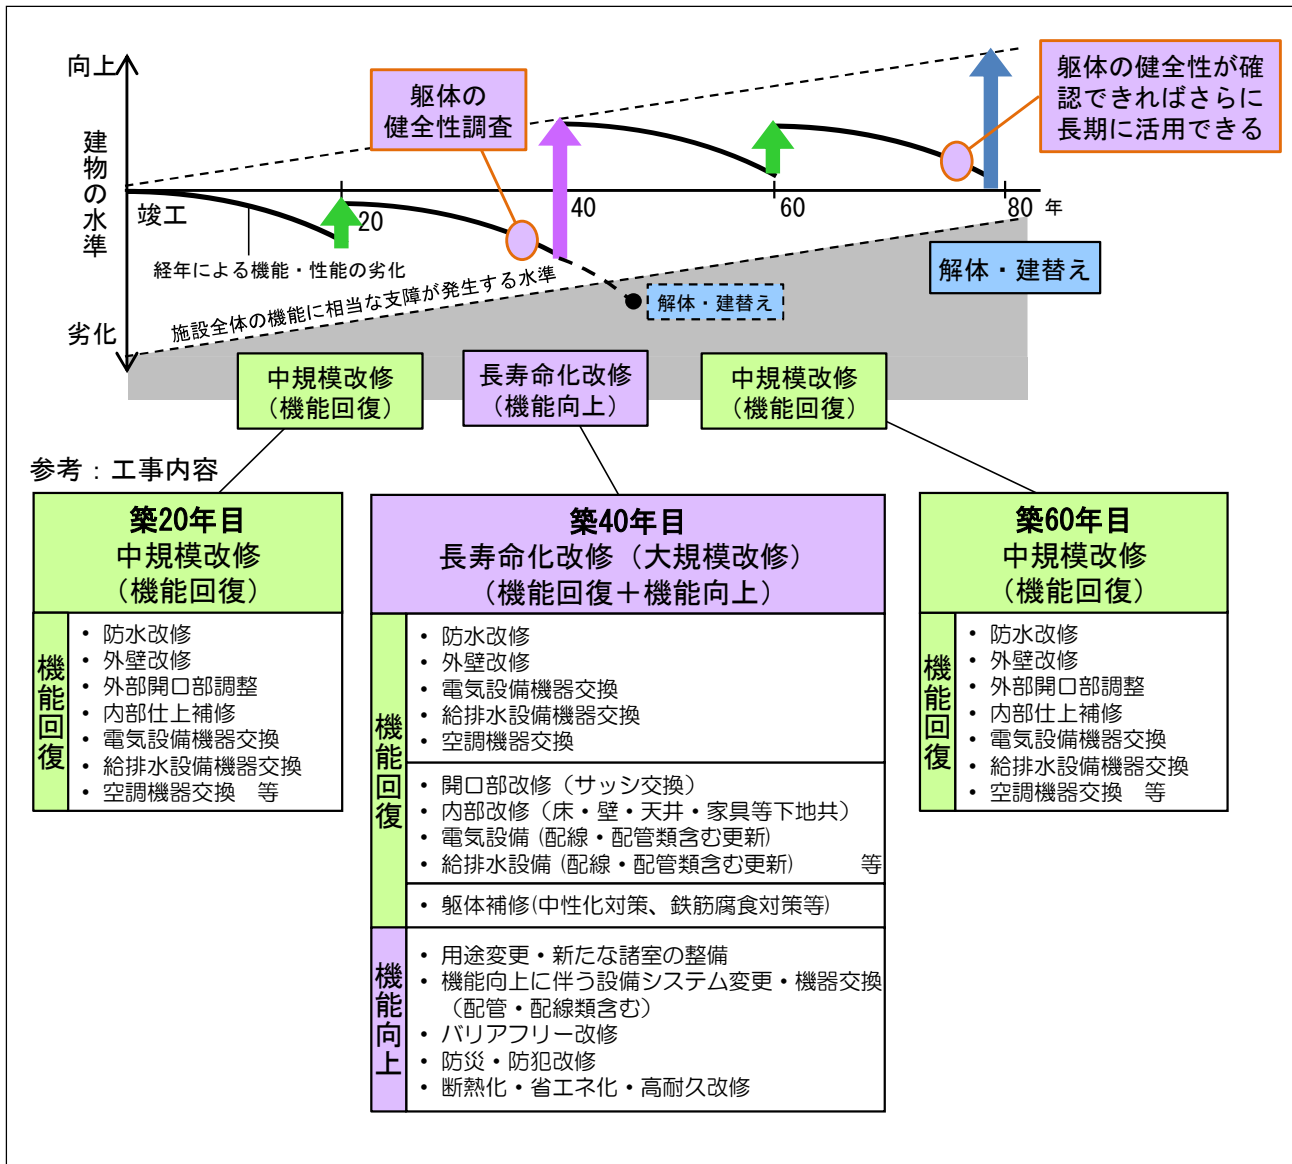 向上
建物の水準
劣化
躯体の
健全性調査
躯体の健全性が確
認できればさらに
長期に活用できる
竣工
20
40
60
80
年
経年による機能・性能の劣化
施設全体の機能に相当な支障が発生する水準
解体・建替え
解体・建替え
中規模改修
（機能回復）
長寿命化改修
（機能向上）
中規模改修
（機能回復）
参考：工事内容
築20年目
中規模改修
（機能回復）
機能回復
・ 防水改修
・ 外壁改修
・ 外部開口部調整
・ 内部仕上補修
・ 電気設備機器交換
・ 給排水設備機器交換
・ 空調機器交換　等
築40年目
長寿命化改修（大規模改修）
（機能回復＋機能向上）
機能回復
・ 防水改修
・ 外壁改修
・ 電気設備機器交換
・ 給排水設備機器交換
・ 空調機器交換
・ 開口部改修（サッシ交換）
・ 内部改修（床・壁・天井・家具等下地共）
・ 電気設備(配線・配管類含む更新)
・ 給排水設備(配線・配管類含む更新)　　等
・ 躯体補修(中性化対策、鉄筋腐食対策等)
機能向上
・ 用途変更・新たな諸室の整備
・ 機能向上に伴う設備システム変更・機器交換
（配管・配線類含む）
・ バリアフリー改修
・ 防災・防犯改修
・ 断熱化・省エネ化・高耐久改修
築60年目
中規模改修
（機能回復）
機能回復
・ 防水改修
・ 外壁改修
・ 外部開口部調整
・ 内部仕上補修
・ 電気設備機器交換
・ 給排水設備機器交換
・ 空調機器交換　等